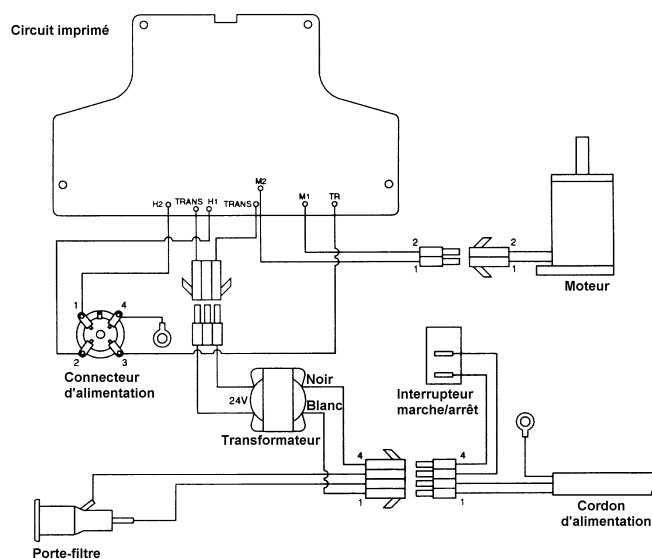 Circuit imprimé
M2
H2
TRANS
H1
TRANS
M1
TR
2
1
2
1
Moteur
1
4
2
3
Connecteur
d'alimentation
24V
Noir
Blanc
Transformateur
Interrupteur
marche/arrêt
4
1
4
1
Cordon
d'alimentation
Porte-filtre